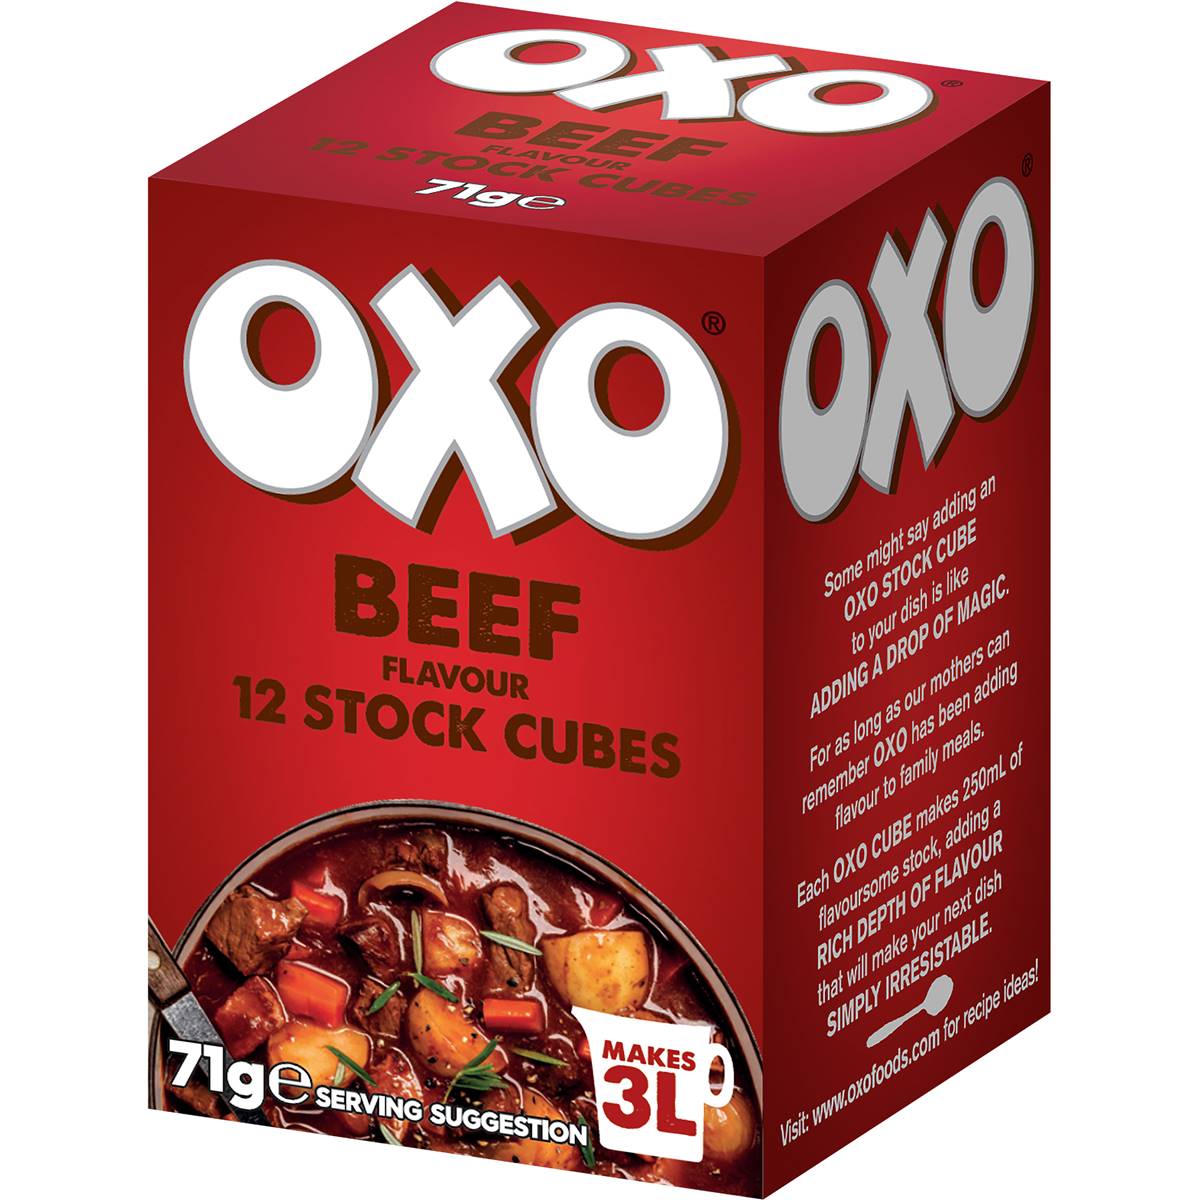 OXO®
BEEF
FLAVOUR
12 STOCK CUBES
71g℮
OXO®
BEEF
FLAVOUR
12 STOCK CUBES
71g℮ SERVING SUGGESTION
MAKES
3L
OXO®
Some might say adding an
OXO STOCK CUBE
to your dish is like
ADDING A DROP OF MAGIC.
For as long as our mothers can
remember OXO has been adding
flavour to family meals.
Each OXO CUBE makes 250mL of
flavoursome stock, adding a
RICH DEPTH OF FLAVOUR
that will make your next dish
SIMPLY IRRESISTABLE.
Visit: www.oxofoods.com for recipe ideas!